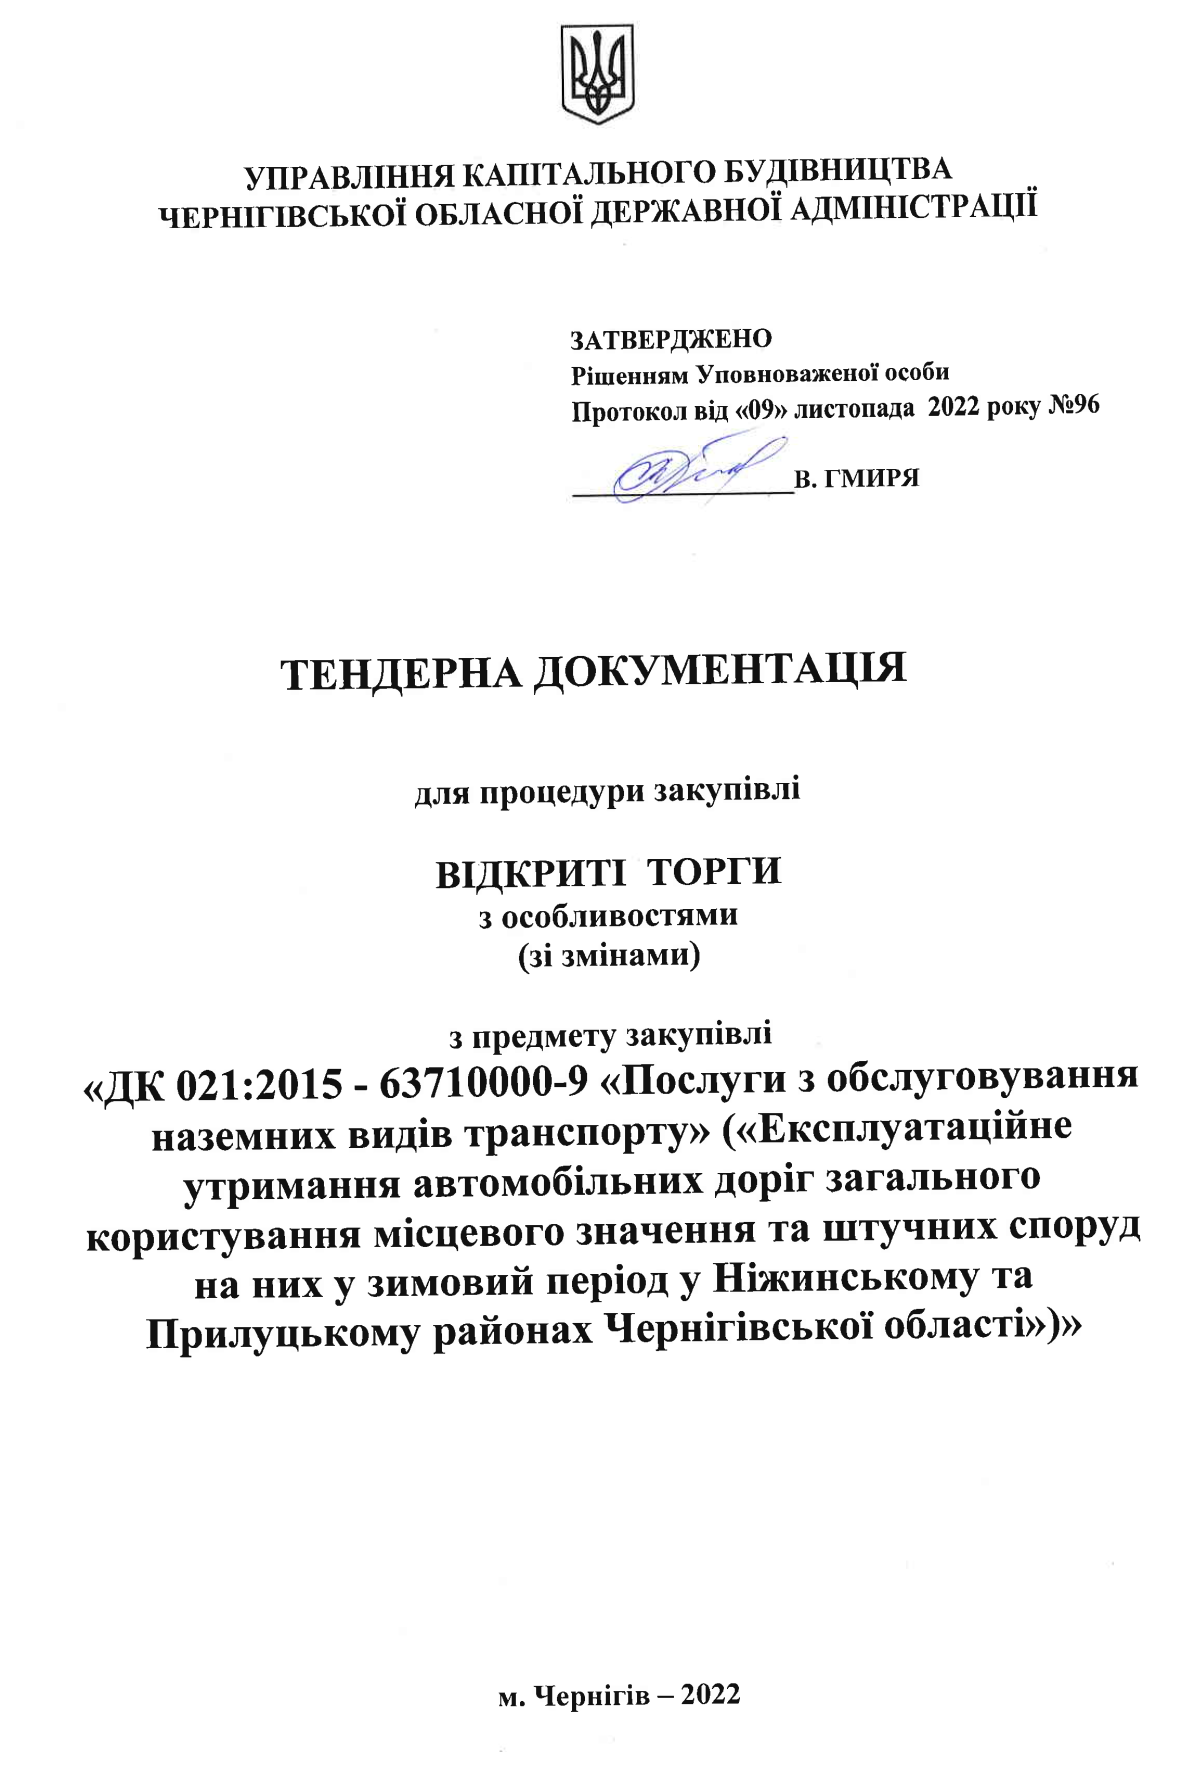 УПРАВЛІННЯ КАПІТАЛЬНОГО БУДІВНИЦТВА
ЧЕРНІГІВСЬКОЇ ОБЛАСНОЇ ДЕРЖАВНОЇ АДМІНІСТРАЦІЇ
ЗАТВЕРДЖЕНО
Рішенням Уповноваженої особи
Протокол від «09» листопада 2022 року №96
В. ГМИРЯ
ТЕНДЕРНА ДОКУМЕНТАЦІЯ
для процедури закупівлі
ВІДКРИТІ ТОРГИ
з особливостями
(зі змінами)
з предмету закупівлі
«ДК 021:2015 - 63710000-9 «Послуги з обслуговування
наземних видів транспорту» («Експлуатаційне
утримання автомобільних доріг загального
користування місцевого значення та штучних споруд
на них у зимовий період у Ніжинському та
Прилуцькому районах Чернігівської області»)»
м. Чернігів – 2022